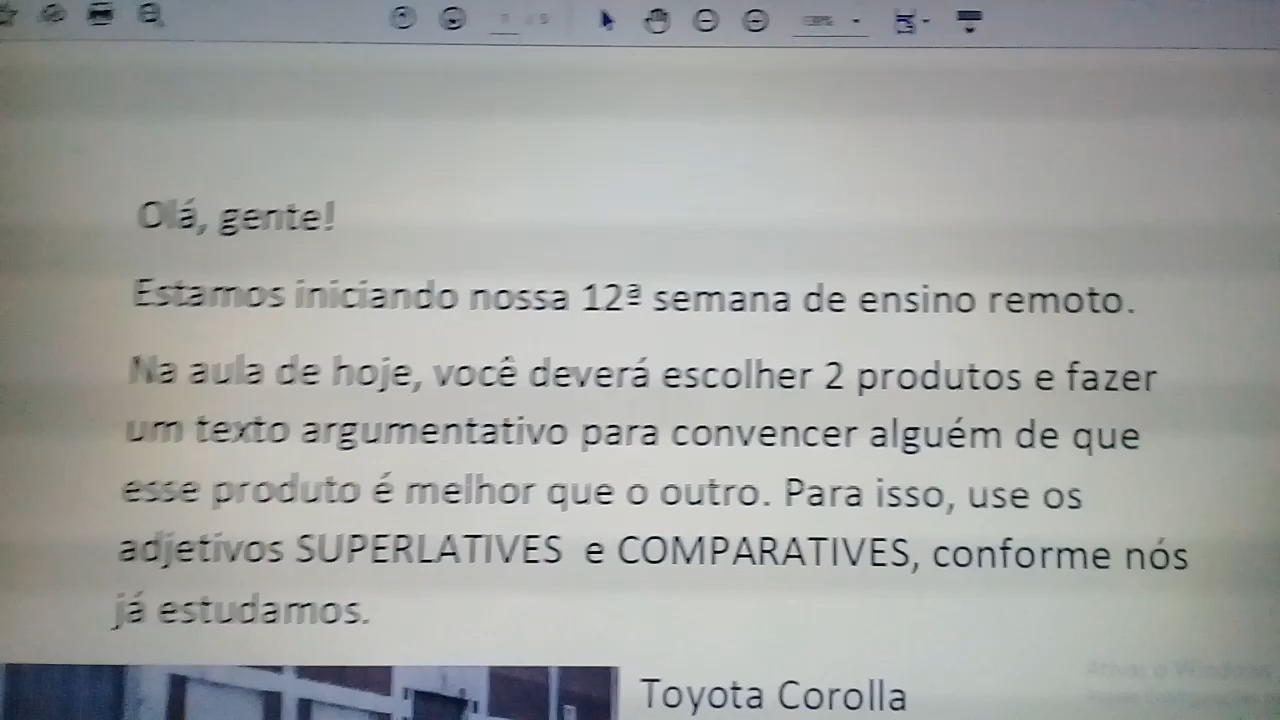 Olá, gente!
Estamos iniciando nossa 12ª semana de ensino remoto.
Na aula de hoje, você deverá escolher 2 produtos e fazer
um texto argumentativo para convencer alguém de que
esse produto é melhor que o outro. Para isso, use os
adjetivos SUPERLATIVES e COMPARATIVES, conforme nós
já estudamos.
Toyota Corolla
Ativar o Windows